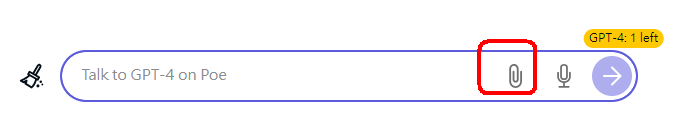 GPT-4: 1 left
Talk to GPT-4 on Poe